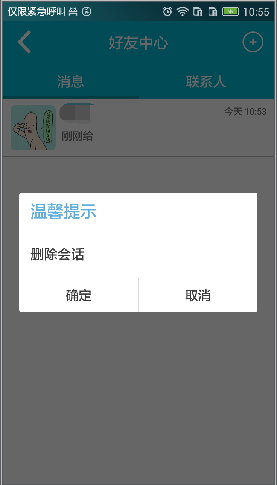 仅限紧急呼叫 10:55
好友中心
消息 联系人
今天 10:53
刚刚给
温馨提示
删除会话
确定 取消